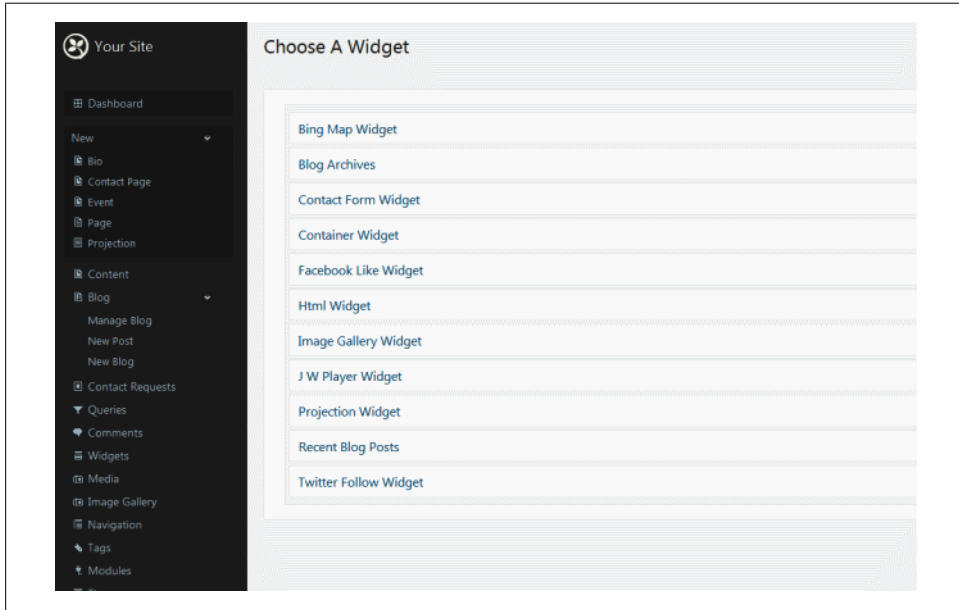 Your Site
Dashboard
New
Bio
Contact Page
Event
Page
Projection
Content
Blog
Manage Blog
New Post
New Blog
Contact Requests
Queries
Comments
Widgets
Media
Image Gallery
Navigation
Tags
Modules
Choose A Widget
Bing Map Widget
Blog Archives
Contact Form Widget
Container Widget
Facebook Like Widget
Html Widget
Image Gallery Widget
J W Player Widget
Projection Widget
Recent Blog Posts
Twitter Follow Widget